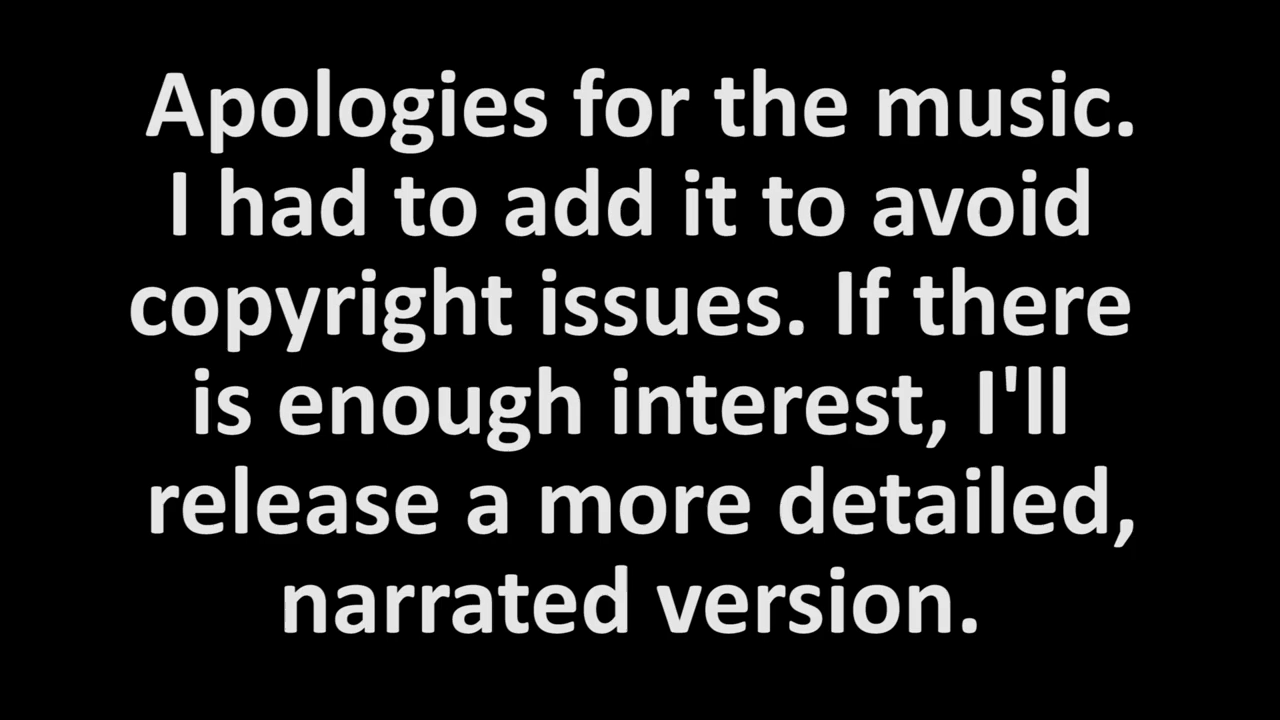 Apologies for the music.
I had to add it to avoid
copyright issues. If there
is enough interest, I'll
release a more detailed,
narrated version.